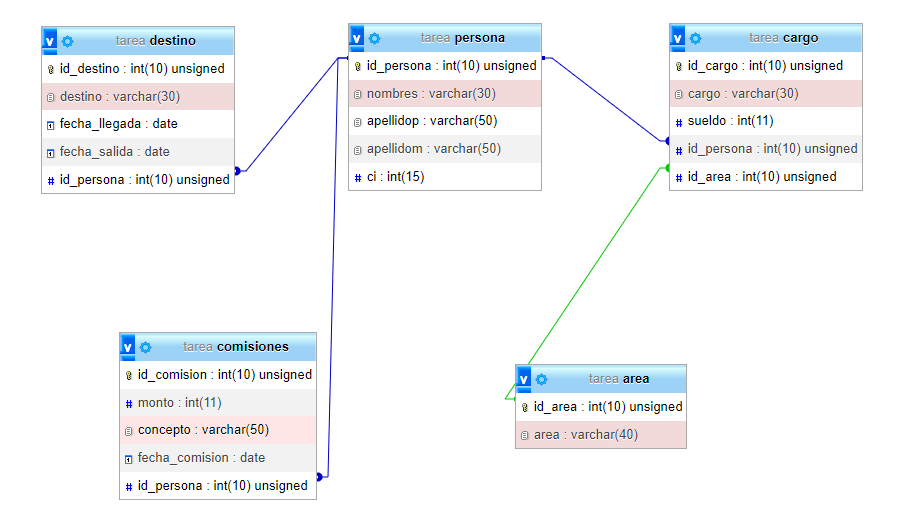 v tarea destino
id_destino : int(10) unsigned
destino : varchar(30)
fecha_llegada : date
fecha_salida : date
# id_persona : int(10) unsigned
v tarea persona
id_persona : int(10) unsigned
nombres : varchar(30)
apellidop : varchar(50)
apellidom : varchar(50)
# ci : int(15)
v tarea cargo
id_cargo : int(10) unsigned
cargo : varchar(30)
# sueldo : int(11)
# id_persona : int(10) unsigned
# id_area : int(10) unsigned
v tarea comisiones
id_comision : int(10) unsigned
# monto : int(11)
concepto : varchar(50)
fecha_comision : date
# id_persona : int(10) unsigned
v tarea area
id_area : int(10) unsigned
area : varchar(40)